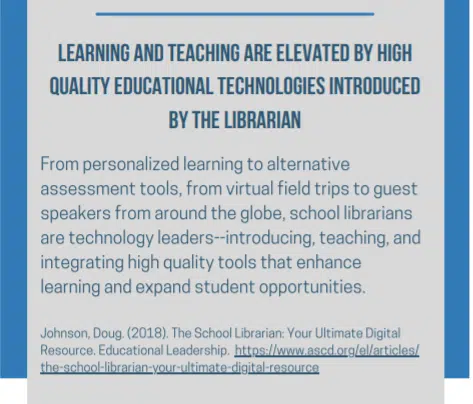 LEARNING AND TEACHING ARE ELEVATED BY HIGH
QUALITY EDUCATIONAL TECHNOLOGIES INTRODUCED
BY THE LIBRARIAN
From personalized learning to alternative
assessment tools, from virtual field trips to guest
speakers from around the globe, school librarians
are technology leaders--introducing, teaching, and
integrating high quality tools that enhance
learning and expand student opportunities.
Johnson, Doug. (2018). The School Librarian: Your Ultimate Digital
Resource. Educational Leadership. https://www.ascd.org/el/articles/
the-school-librarian-your-ultimate-digital-resource